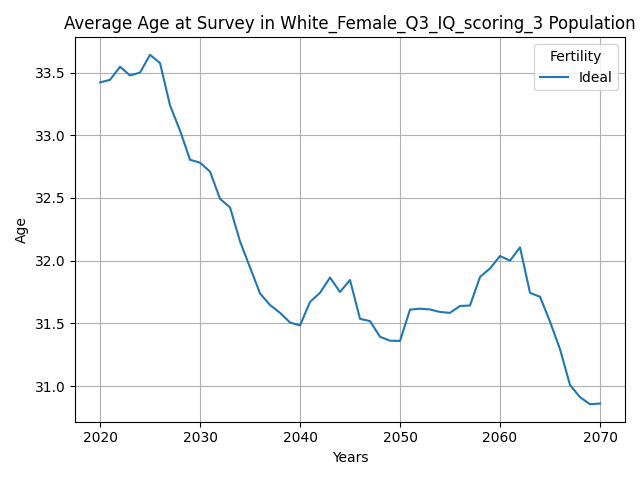 Average Age at Survey in White_Female_Q3_IQ_scoring_3 Population
Fertility
Ideal
33.5
33.0
32.5
32.0
31.5
31.0
Age
2020 2030 2040 2050 2060 2070
Years